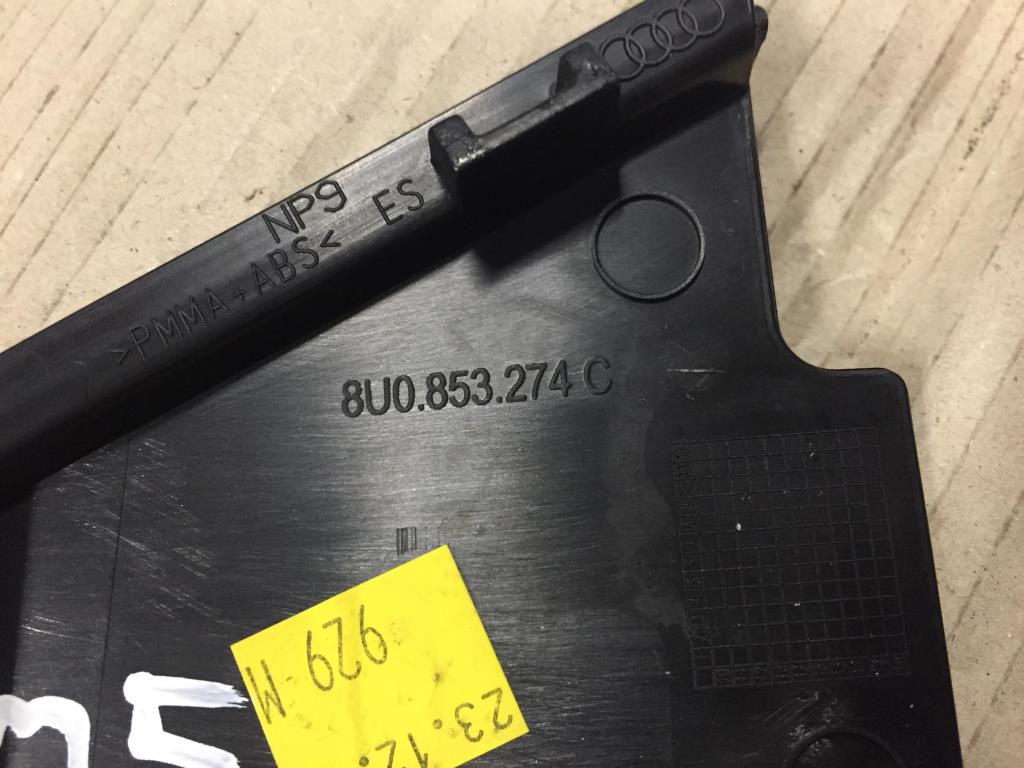 NP9
>PMMA+ABS< ES
8U0.853.274 C
929 M
23.12.